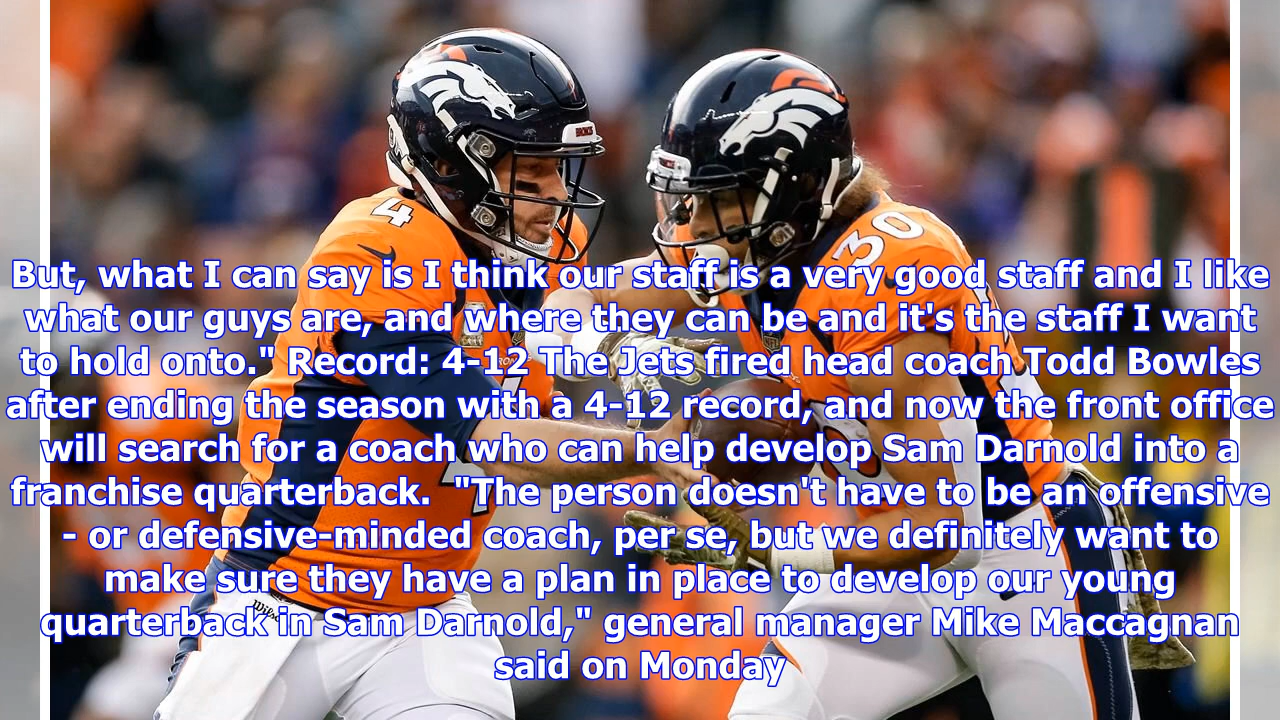 BRONCOS
4
30
But, what I can say is I think our staff is a very good staff and I like
what our guys are, and where they can be and it's the staff I want
to hold onto." Record: 4-12 The Jets fired head coach Todd Bowles
after ending the season with a 4-12 record, and now the front office
will search for a coach who can help develop Sam Darnold into a
franchise quarterback.  "The person doesn't have to be an offensive
- or defensive-minded coach, per se, but we definitely want to
make sure they have a plan in place to develop our young
quarterback in Sam Darnold," general manager Mike Maccagnan
said on Monday